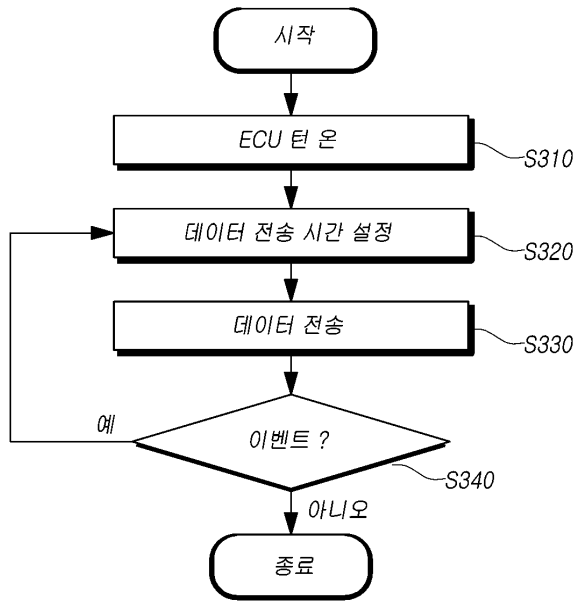 시작
ECU 턴 온
S310
데이터 전송 시간 설정
S320
데이터 전송
S330
예
이벤트 ?
S340
아니오
종료